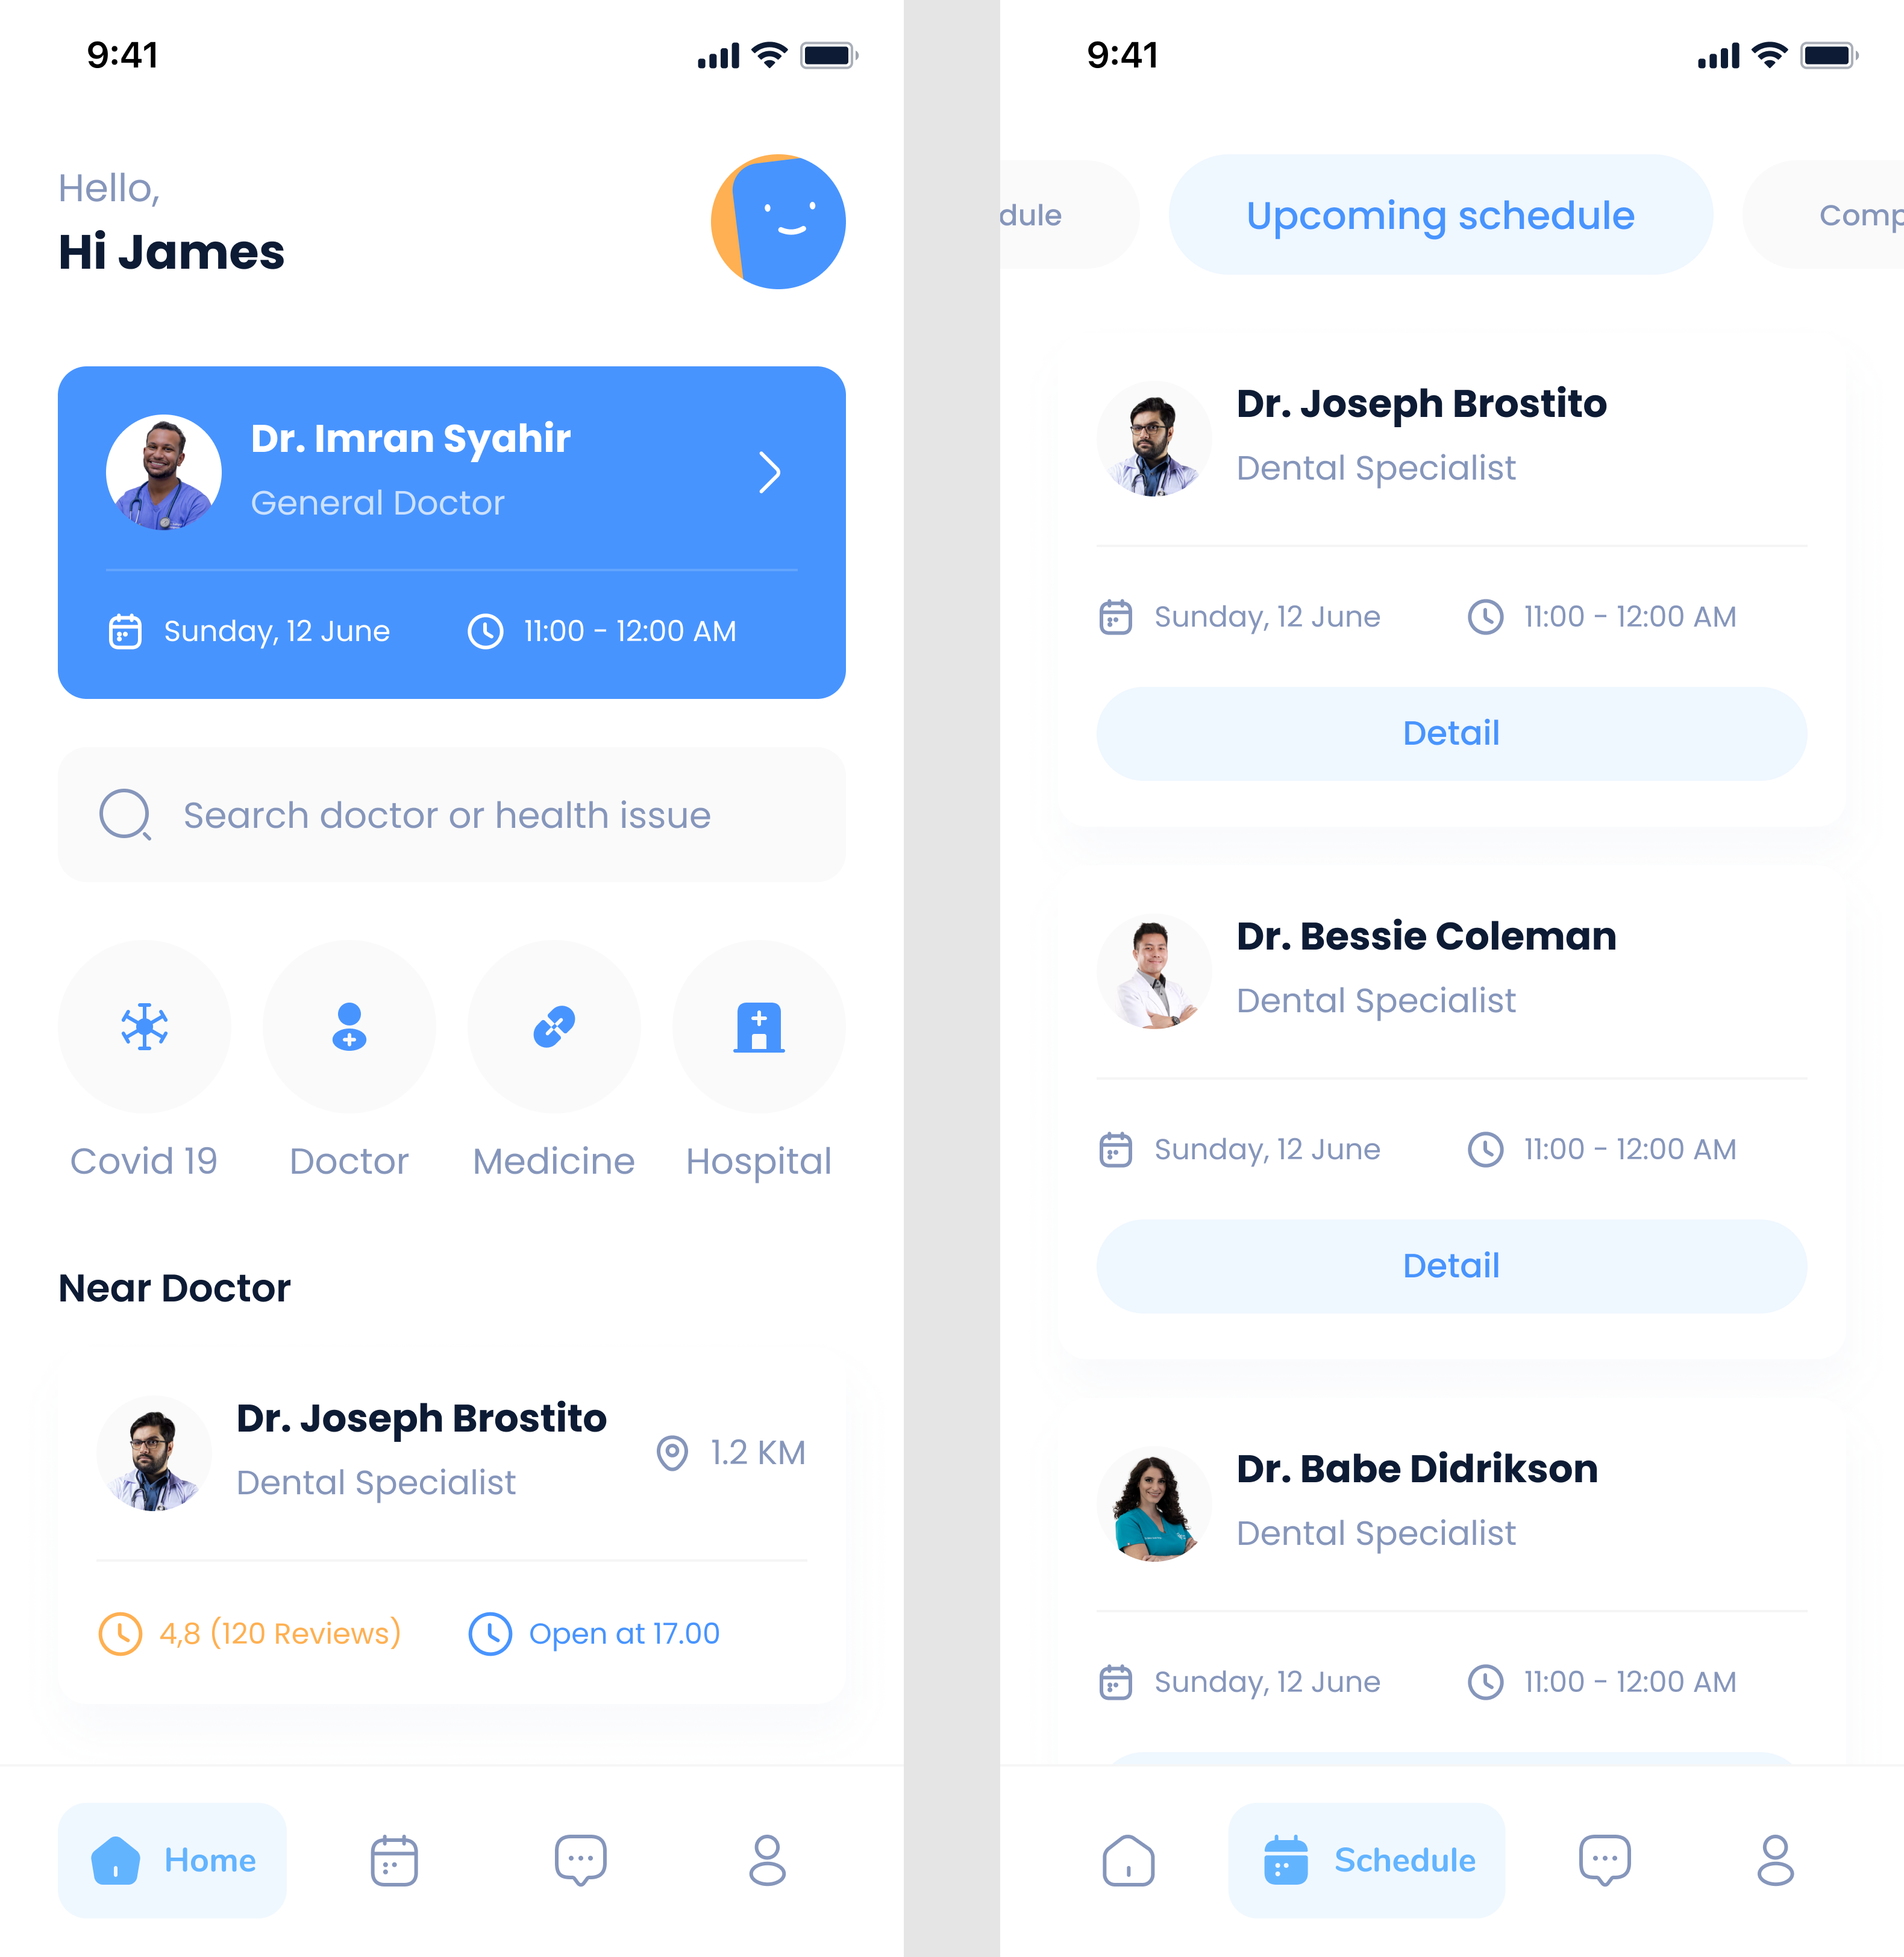 9:41
Hello,
Hi James
Dr. Imran Syahir
General Doctor
Sunday, 12 June
11:00 - 12:00 AM
Search doctor or health issue
Covid 19
Doctor
Medicine
Hospital
Near Doctor
Dr. Joseph Brostito
Dental Specialist
1.2 KM
4,8 (120 Reviews)
Open at 17.00
Home
9:41
dule
Upcoming schedule
Comp
Dr. Joseph Brostito
Dental Specialist
Sunday, 12 June
11:00 - 12:00 AM
Detail
Dr. Bessie Coleman
Dental Specialist
Sunday, 12 June
11:00 - 12:00 AM
Detail
Dr. Babe Didrikson
Dental Specialist
Sunday, 12 June
11:00 - 12:00 AM
Schedule